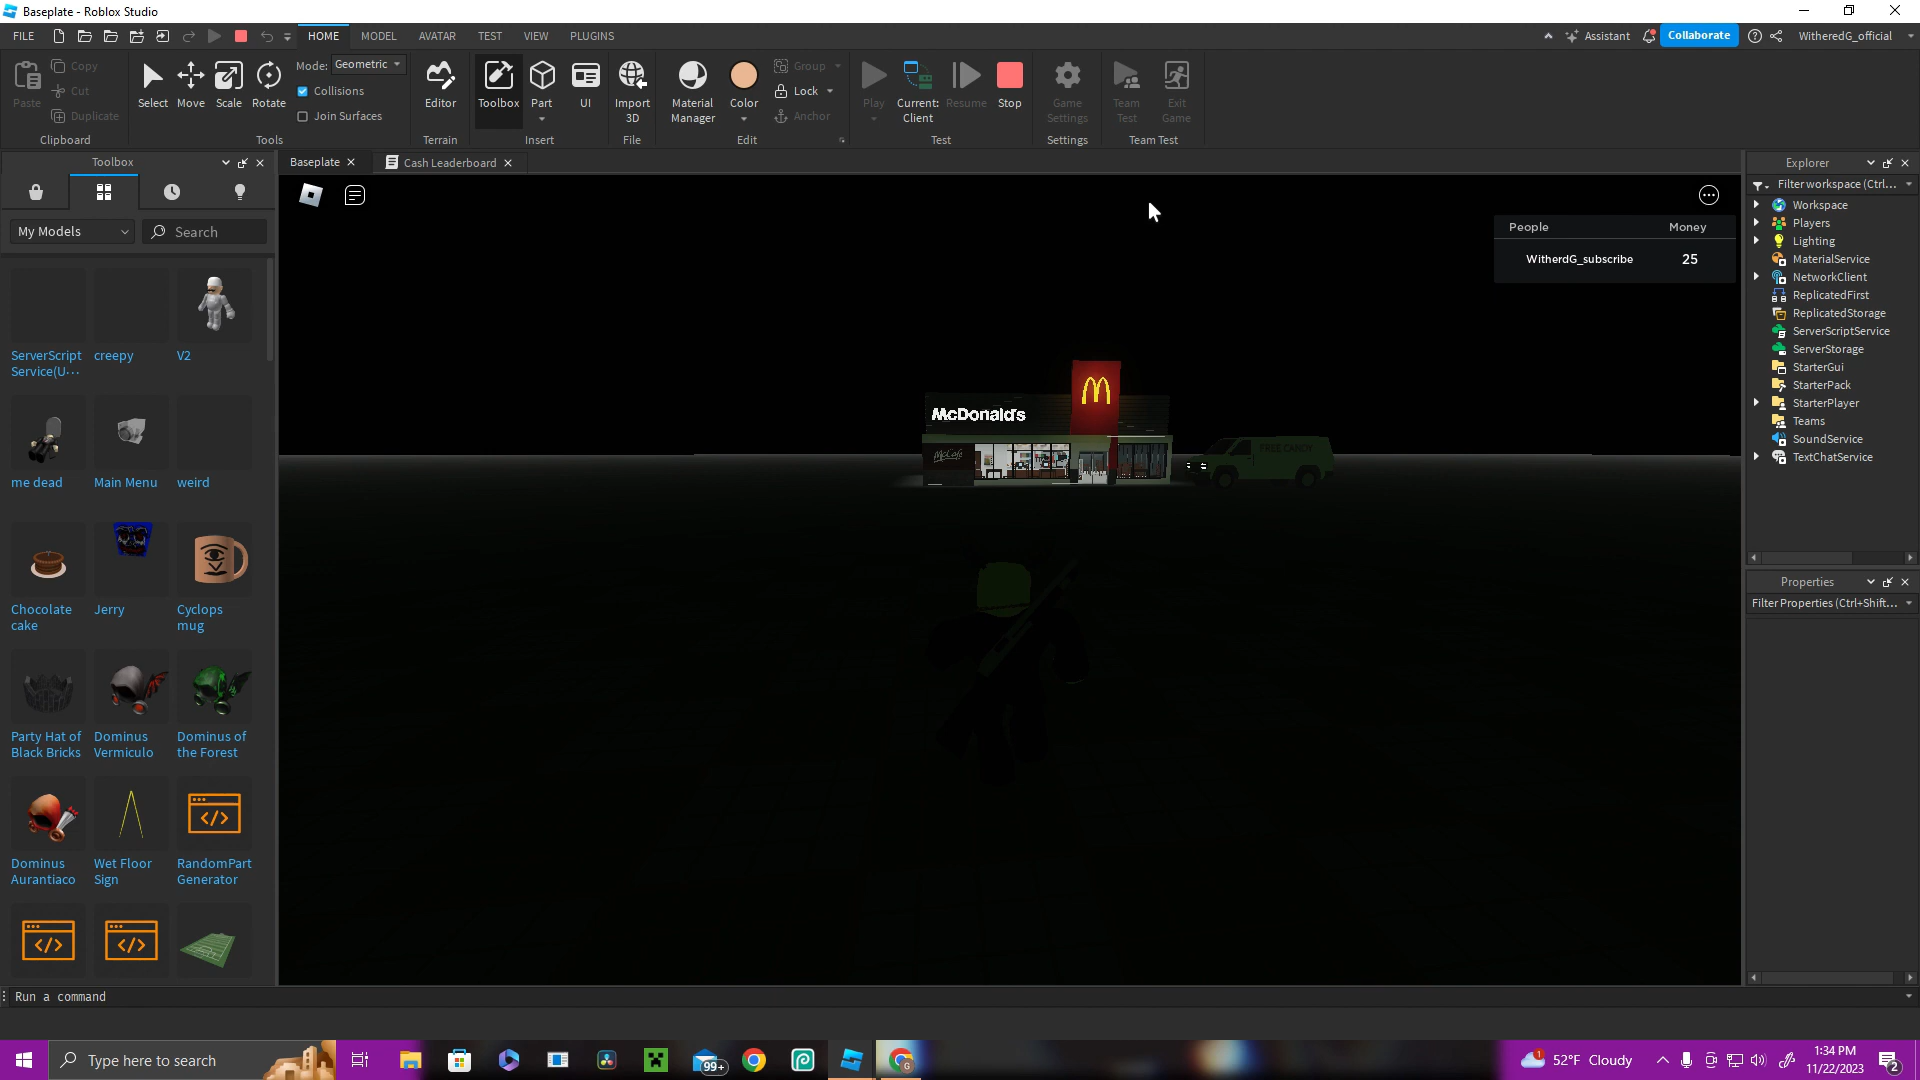 Baseplate - Roblox Studio
FILE
HOME
MODEL
AVATAR
TEST
VIEW
PLUGINS
Assistant
Collaborate
WitheredG_official
Paste
Copy
Cut
Duplicate
Clipboard
Select
Move
Scale
Rotate
Mode:
Geometric
Collisions
Join Surfaces
Tools
Editor
Terrain
Toolbox
Part
UI
Insert
Import
3D
File
Material
Manager
Color
Group
Lock
Anchor
Edit
Play
Current:
Client
Resume
Stop
Test
Game
Settings
Settings
Team
Test
Exit
Game
Team Test
Toolbox
Baseplate
Cash Leaderboard
My Models
Search
ServerScript
Service(U...
creepy
V2
me dead
Main Menu
weird
Chocolate
cake
Jerry
Cyclops
mug
Party Hat of
Black Bricks
Dominus
Vermiculo
Dominus of
the Forest
Dominus
Aurantiaco
Wet Floor
Sign
RandomPart
Generator
People Money
WitherdG_subscribe 25
McDonald's
McCafe
FREE CANDY
Explorer
Filter workspace (Ctrl...
Workspace
Players
Lighting
MaterialService
NetworkClient
ReplicatedFirst
ReplicatedStorage
ServerScriptService
ServerStorage
StarterGui
StarterPack
StarterPlayer
Teams
SoundService
TextChatService
Properties
Filter Properties (Ctrl+Shift...
Run a command
Type here to search
99+
G
1
52°F Cloudy
1:34 PM
11/22/2023
2